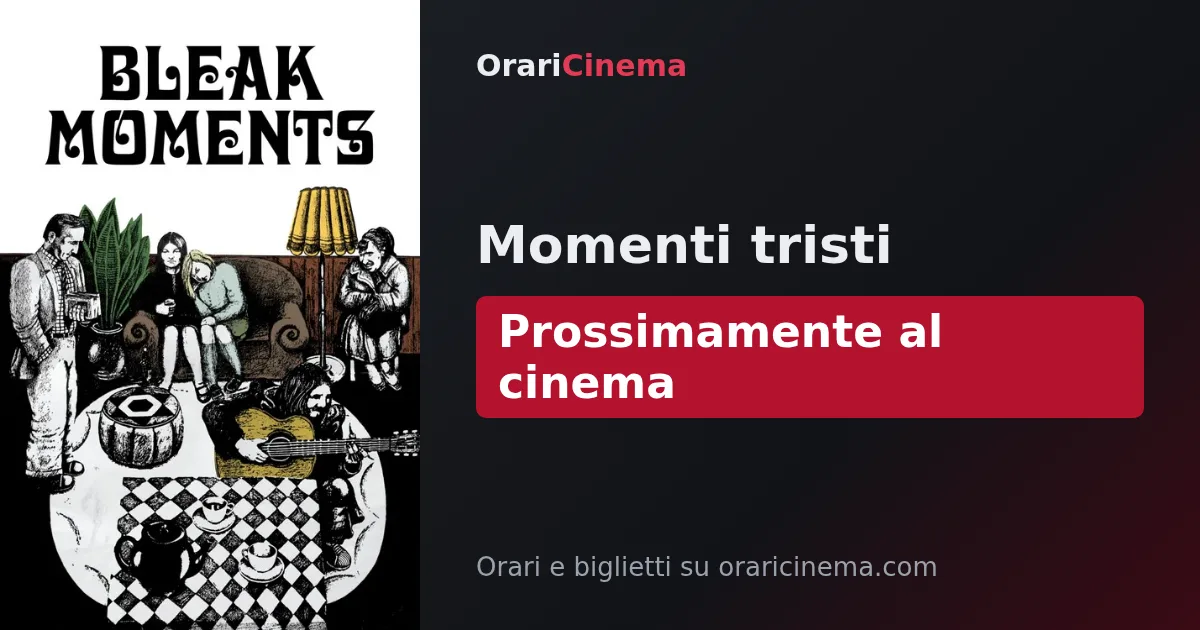 BLEAK
MOMENTS
OrariCinema
Momenti tristi
Prossimamente al
cinema
Orari e biglietti su oraricinema.com